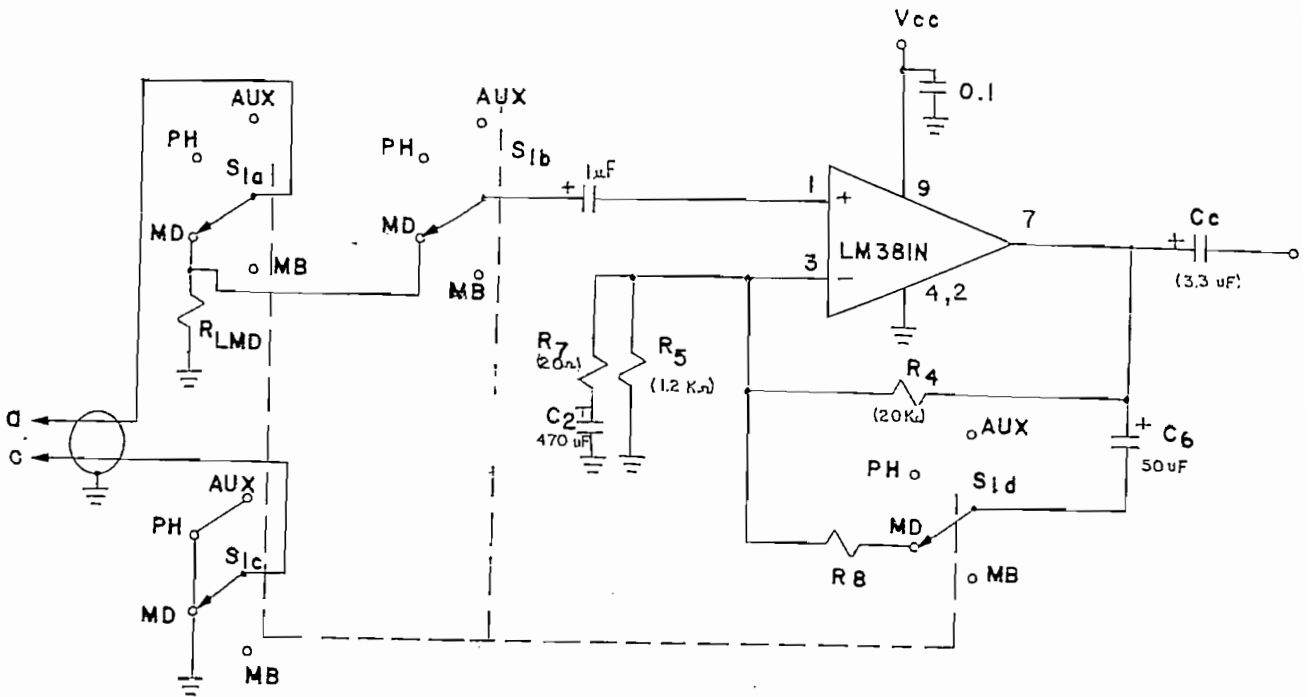 Vcc
0.1
AUX
PH
S1a
MD
MB
RLMD
AUX
PH
S1b
MD
MB
1uF
+
1
+
3
−
LM381N
9
7
4,2
+
Cc
(3.3 uF)
R7
(20Ω)
R5
(1.2 KΩ)
C2
+
470 uF
R4
(20KΩ)
AUX
+
C6
50uF
PH
S1d
MD
R8
MB
a
c
AUX
PH
S1c
MD
MB